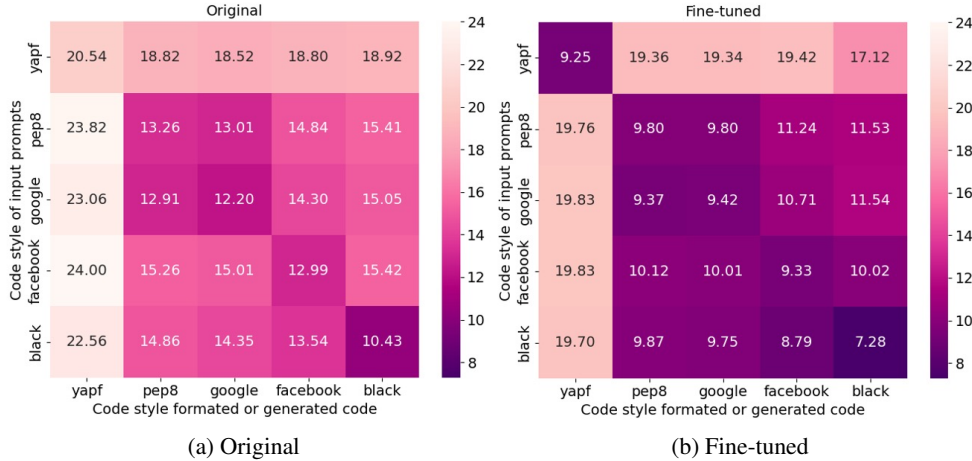 Original
Code style of input prompts
yapf 20.54 18.82 18.52 18.80 18.92
pep8 23.82 13.26 13.01 14.84 15.41
google 23.06 12.91 12.20 14.30 15.05
facebook 24.00 15.26 15.01 12.99 15.42
black 22.56 14.86 14.35 13.54 10.43
yapf pep8 google facebook black
Code style formated or generated code
24
22
20
18
16
14
12
10
8
(a) Original
Fine-tuned
Code style of input prompts
yapf 9.25 19.36 19.34 19.42 17.12
pep8 19.76 9.80 9.80 11.24 11.53
google 19.83 9.37 9.42 10.71 11.54
facebook 19.83 10.12 10.01 9.33 10.02
black 19.70 9.87 9.75 8.79 7.28
yapf pep8 google facebook black
Code style formated or generated code
24
22
20
18
16
14
12
10
8
(b) Fine-tuned